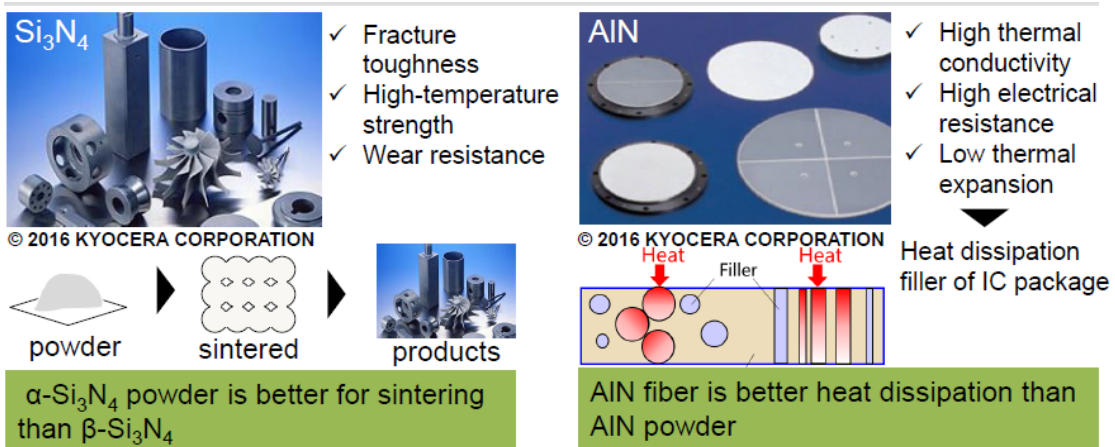 Si₃N₄
✓ Fracture
toughness
✓ High-temperature
strength
✓ Wear resistance
© 2016 KYOCERA CORPORATION
powder
sintered
products
α-Si₃N₄ powder is better for sintering
than β-Si₃N₄
AlN
✓ High thermal
conductivity
✓ High electrical
resistance
✓ Low thermal
expansion
© 2016 KYOCERA CORPORATION
Heat dissipation
filler of IC package
Heat
Filler
Heat
AlN fiber is better heat dissipation than
AlN powder